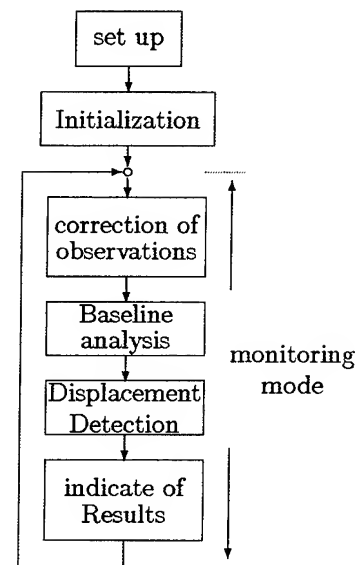 set up
Initialization
correction of
observations
Baseline
analysis
Displacement
Detection
indicate of
Results
monitoring
mode